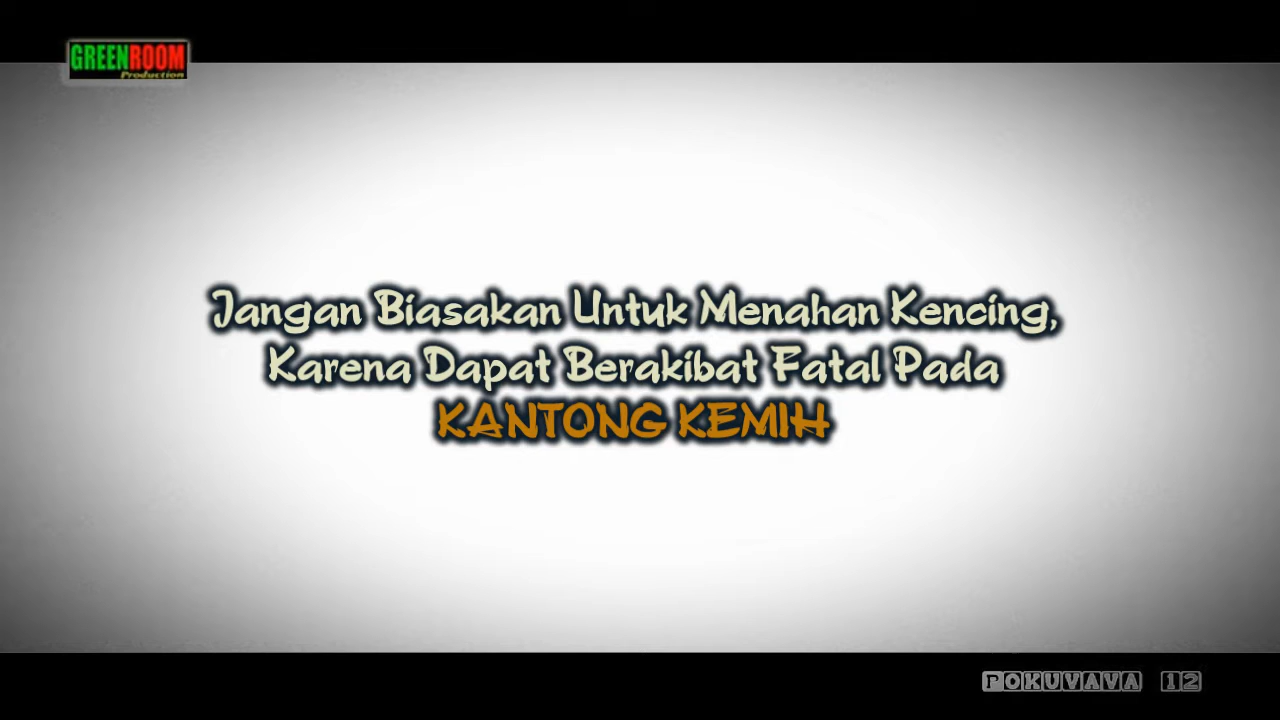 GREENROOM
Production
Jangan Biasakan Untuk Menahan Kencing,
Karena Dapat Berakibat Fatal Pada
KANTONG KEMIH
POKUVAVA 12